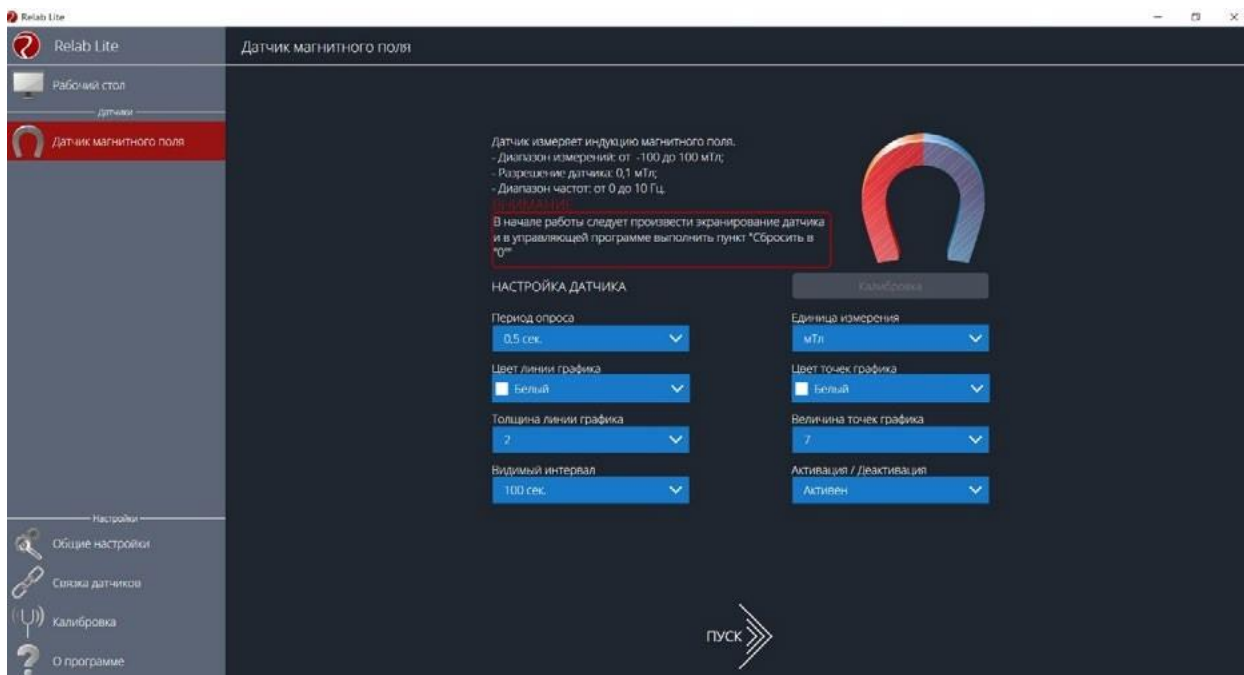 Relab Lite
Relab Lite
Датчик магнитного поля
Рабочий стол
Датчики
Датчик магнитного поля
Датчик измеряет индукцию магнитного поля.
- Диапазон измерений: от -100 до 100 мТл;
- Разрешение датчика: 0,1 мТл;
- Диапазон частот: от 0 до 10 Гц.
ВНИМАНИЕ
В начале работы следует произвести экранирование датчика
и в управляющей программе выполнить пункт "Сбросить в
"0""
НАСТРОЙКА ДАТЧИКА
Калибровка
Период опроса
Единица измерения
0,5 сек.
мТл
Цвет линии графика
Цвет точек графика
Белый
Белый
Толщина линии графика
Величина точек графика
2
7
Видимый интервал
Активация / Деактивация
100 сек.
Активен
Настройки
Общие настройки
Связка датчиков
Калибровка
О программе
ПУСК